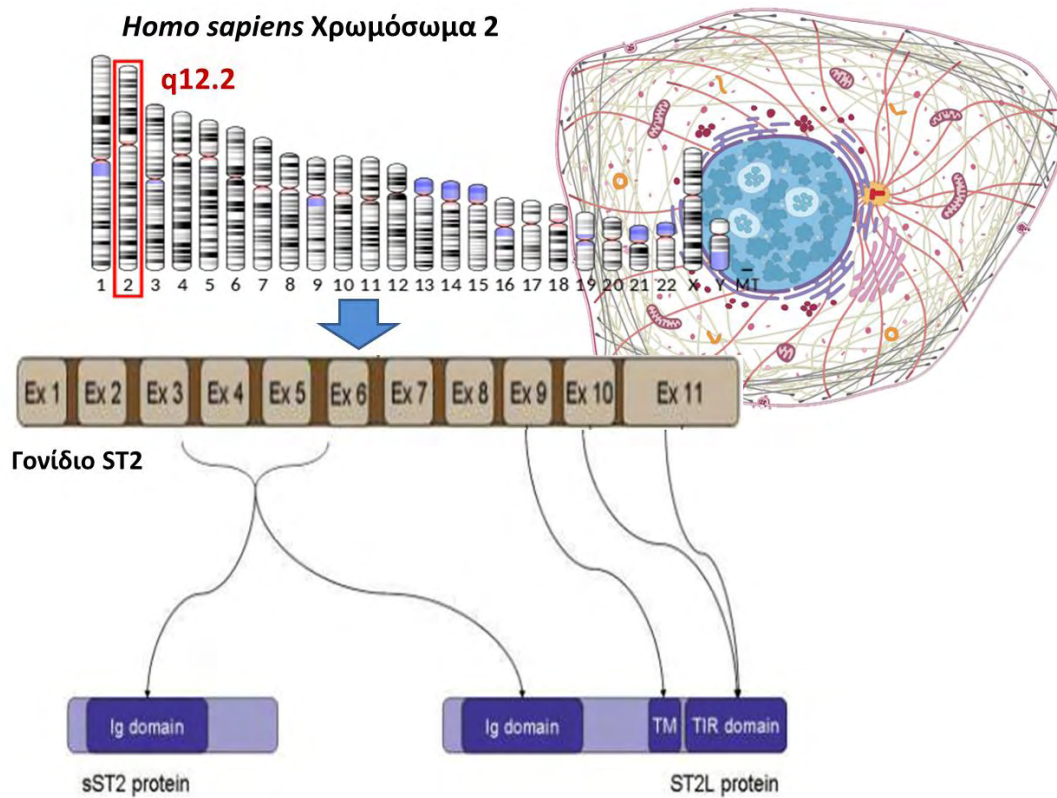 Homo sapiens Χρωμόσωμα 2
q12.2
1 2 3 4 5 6 7 8 9 10 11 12 13 14 15 16 17 18 19 20 21 22 X Y MT
Ex 1 Ex 2 Ex 3 Ex 4 Ex 5 Ex 6 Ex 7 Ex 8 Ex 9 Ex 10 Ex 11
Γονίδιο ST2
Ig domain Ig domain TM TIR domain
sST2 protein ST2L protein